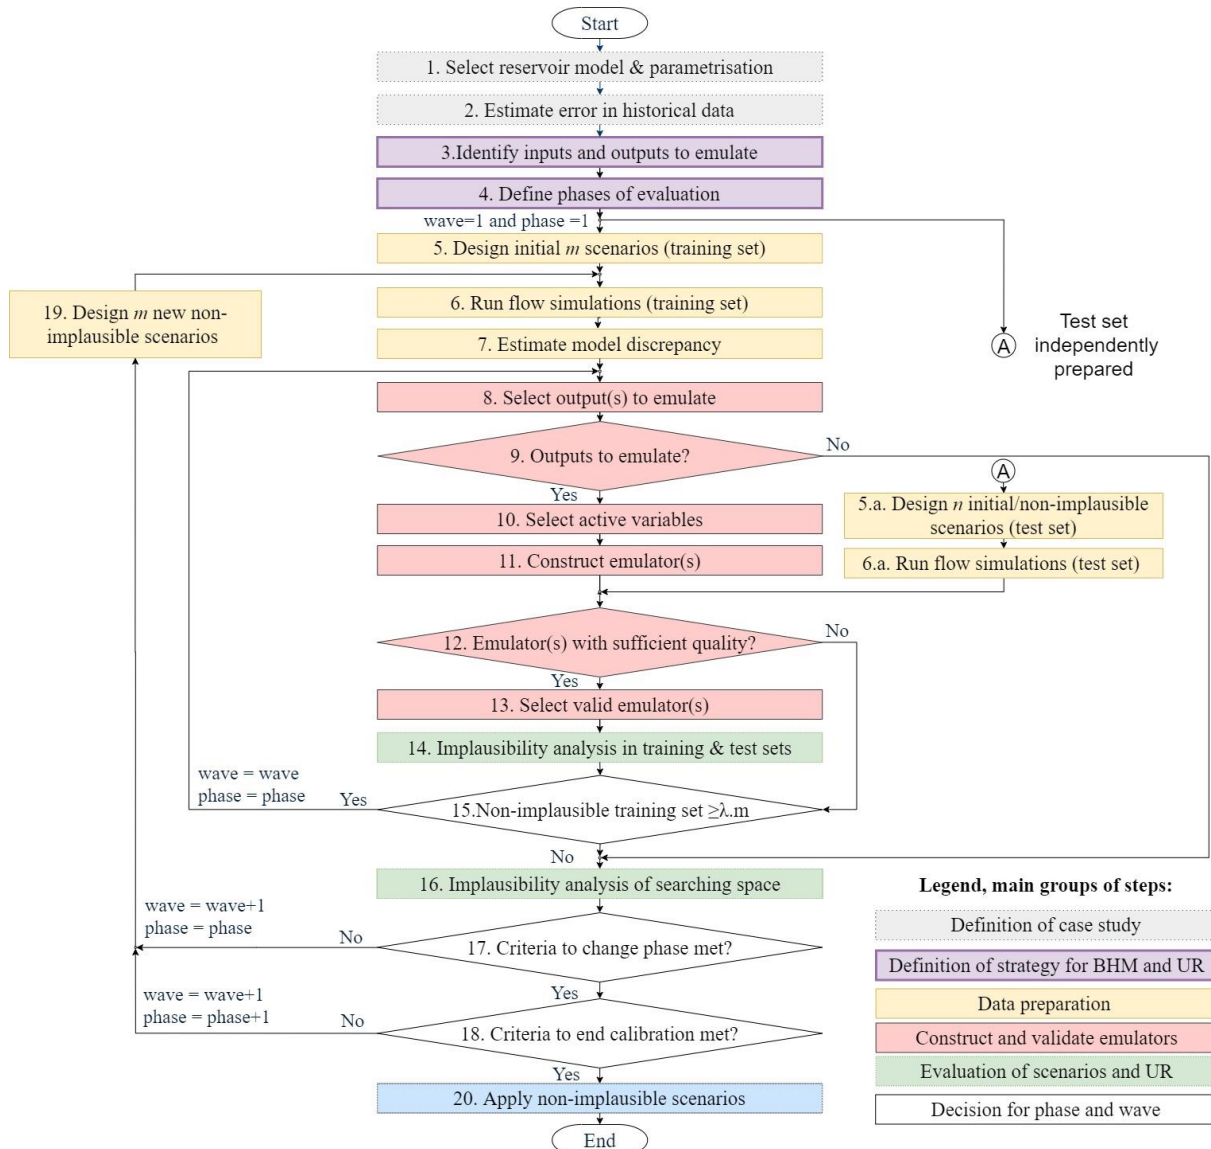 Start
1. Select reservoir model & parametrisation
2. Estimate error in historical data
3.Identify inputs and outputs to emulate
4. Define phases of evaluation
wave=1 and phase =1
5. Design initial m scenarios (training set)
19. Design m new non-
implausible scenarios
6. Run flow simulations (training set)
7. Estimate model discrepancy
A
Test set
independently
prepared
8. Select output(s) to emulate
9. Outputs to emulate?
No
Yes
A
5.a. Design n initial/non-implausible
scenarios (test set)
6.a. Run flow simulations (test set)
10. Select active variables
11. Construct emulator(s)
12. Emulator(s) with sufficient quality?
No
Yes
13. Select valid emulator(s)
14. Implausibility analysis in training & test sets
wave = wave
phase = phase
Yes
15.Non-implausible training set ≥λ.m
No
16. Implausibility analysis of searching space
wave = wave+1
phase = phase
No
17. Criteria to change phase met?
Yes
wave = wave+1
phase = phase+1
No
18. Criteria to end calibration met?
Yes
20. Apply non-implausible scenarios
End
Legend, main groups of steps:
Definition of case study
Definition of strategy for BHM and UR
Data preparation
Construct and validate emulators
Evaluation of scenarios and UR
Decision for phase and wave